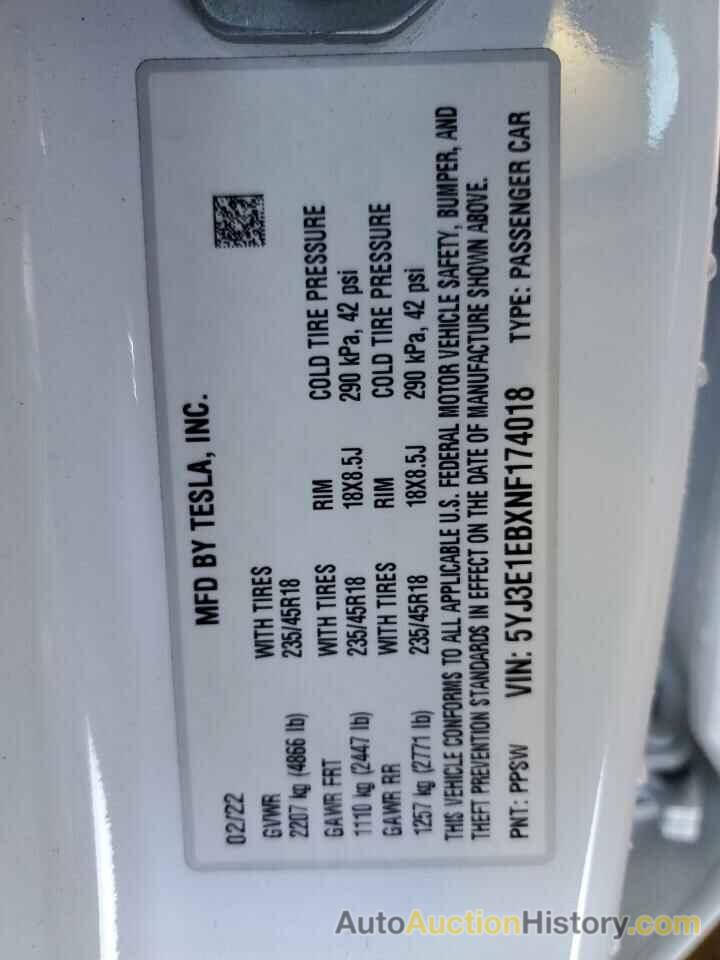 MFD BY TESLA, INC.
02/22
GVWR WITH TIRES
2207 kg (4866 lb) 235/45R18
GAWR FRT WITH TIRES RIM COLD TIRE PRESSURE
1110 kg (2447 lb) 235/45R18 18X8.5J 290 kPa, 42 psi
GAWR RR WITH TIRES RIM COLD TIRE PRESSURE
1257 kg (2771 lb) 235/45R18 18X8.5J 290 kPa, 42 psi
THIS VEHICLE CONFORMS TO ALL APPLICABLE U.S. FEDERAL MOTOR VEHICLE SAFETY, BUMPER, AND
THEFT PREVENTION STANDARDS IN EFFECT ON THE DATE OF MANUFACTURE SHOWN ABOVE.
PNT: PPSW VIN: 5YJ3E1EBXNF174018 TYPE: PASSENGER CAR
AutoAuctionHistory.com